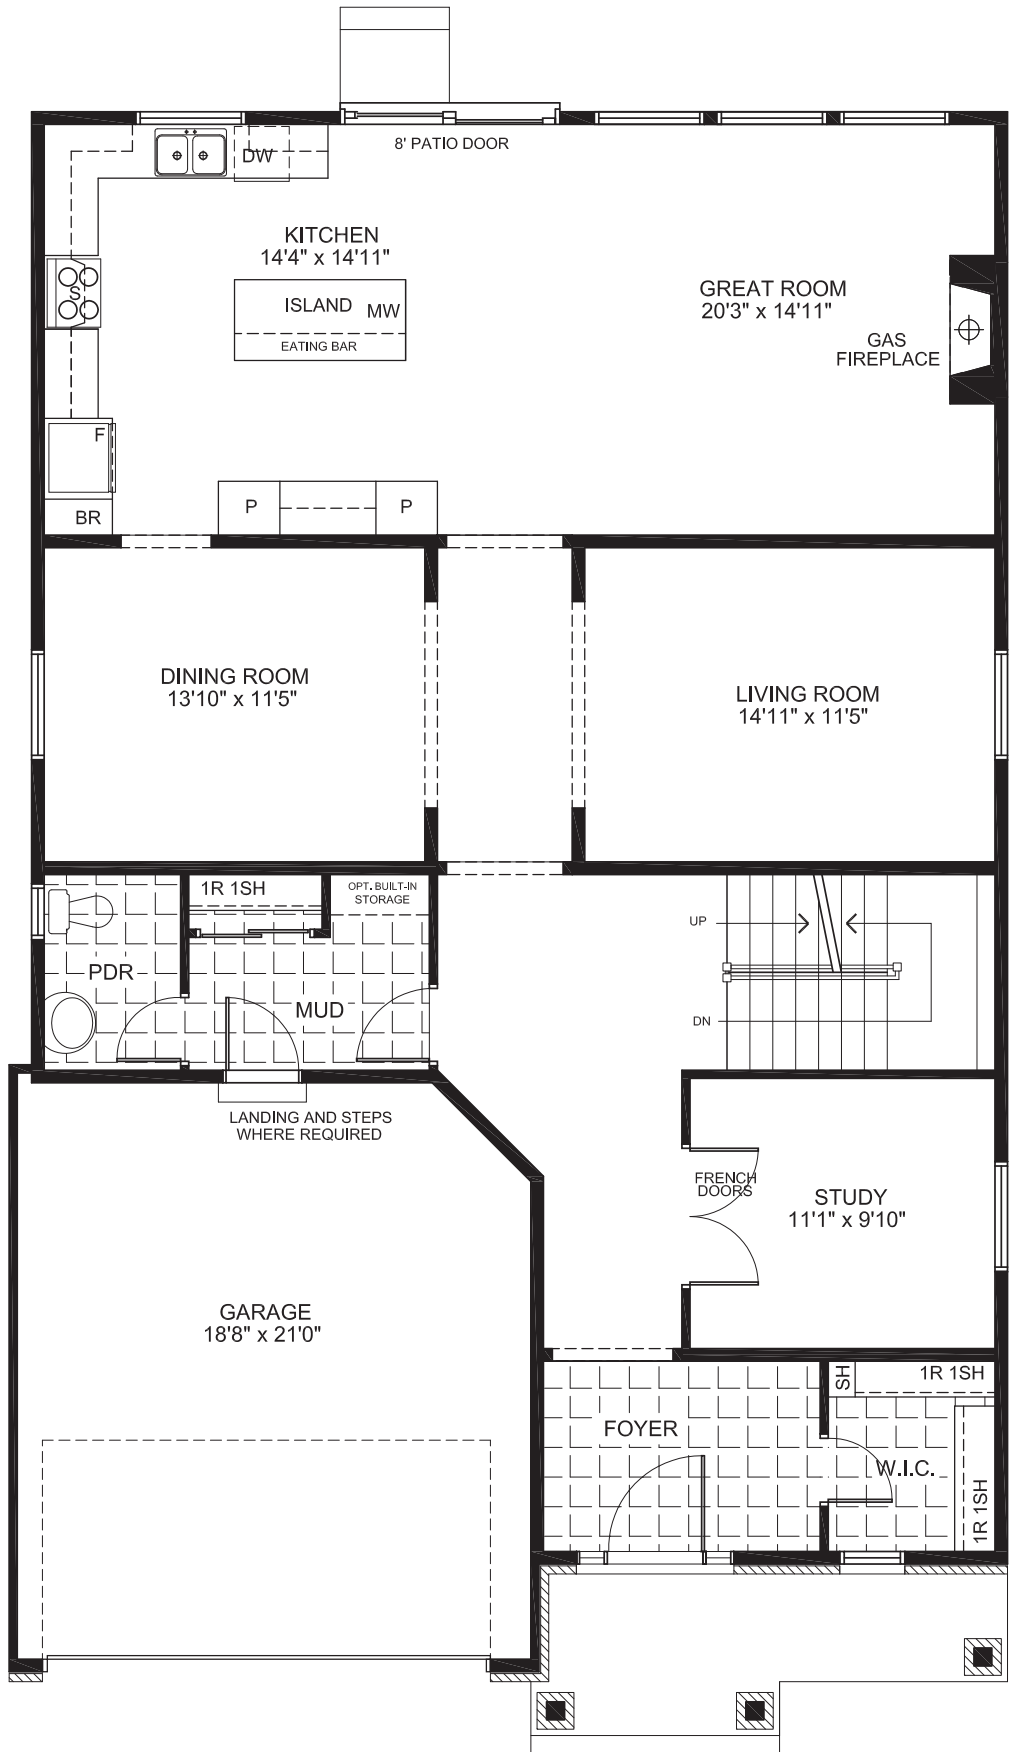 8' PATIO DOOR
DW
KITCHEN
14'4" x 14'11"
S
ISLAND
MW
EATING BAR
GREAT ROOM
20'3" x 14'11"
GAS
FIREPLACE
F
BR
P
P
DINING ROOM
13'10" x 11'5"
LIVING ROOM
14'11" x 11'5"
1R 1SH
OPT. BUILT-IN
STORAGE
UP
PDR
MUD
DN
LANDING AND STEPS
WHERE REQUIRED
FRENCH
DOORS
STUDY
11'1" x 9'10"
GARAGE
18'8" x 21'0"
SH
1R 1SH
FOYER
W.I.C.
1R 1SH